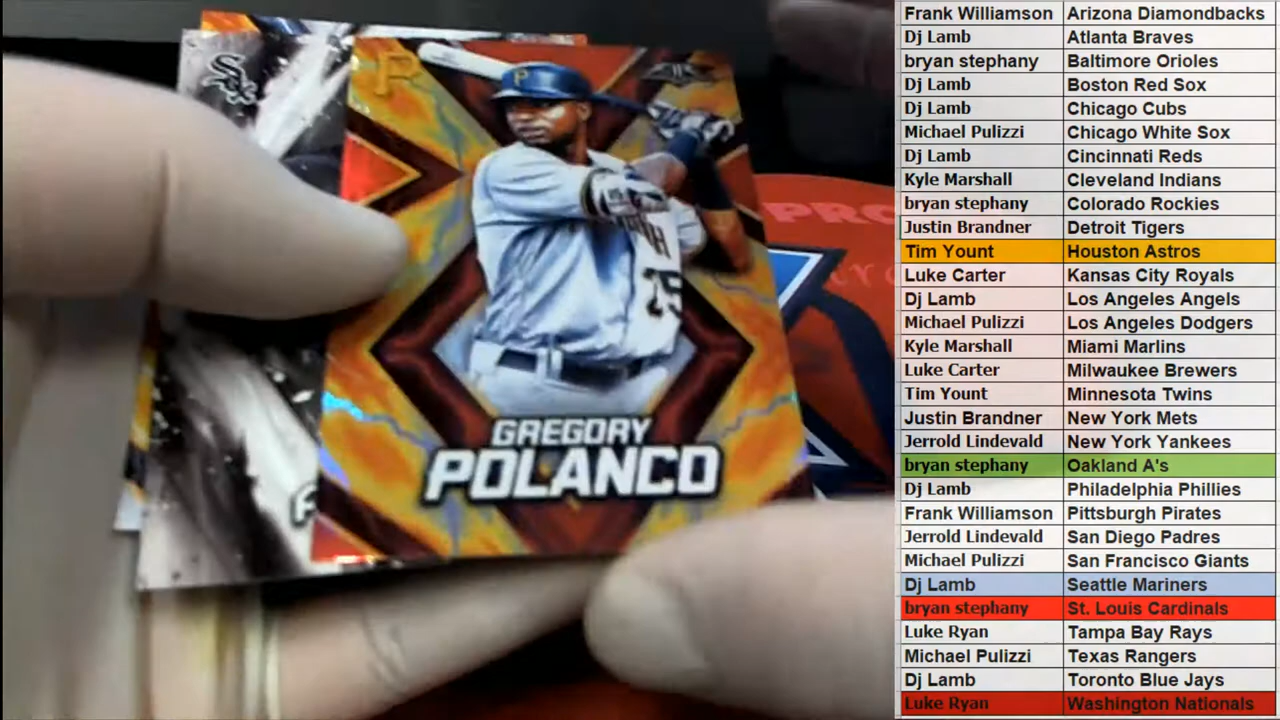 P
P
Sox
GREGORY
POLANCO
25
PRO
Frank Williamson Arizona Diamondbacks
Dj Lamb Atlanta Braves
bryan stephany Baltimore Orioles
Dj Lamb Boston Red Sox
Dj Lamb Chicago Cubs
Michael Pulizzi Chicago White Sox
Dj Lamb Cincinnati Reds
Kyle Marshall Cleveland Indians
bryan stephany Colorado Rockies
Justin Brandner Detroit Tigers
Tim Yount Houston Astros
Luke Carter Kansas City Royals
Dj Lamb Los Angeles Angels
Michael Pulizzi Los Angeles Dodgers
Kyle Marshall Miami Marlins
Luke Carter Milwaukee Brewers
Tim Yount Minnesota Twins
Justin Brandner New York Mets
Jerrold Lindevald New York Yankees
bryan stephany Oakland A's
Dj Lamb Philadelphia Phillies
Frank Williamson Pittsburgh Pirates
Jerrold Lindevald San Diego Padres
Michael Pulizzi San Francisco Giants
Dj Lamb Seattle Mariners
bryan stephany St. Louis Cardinals
Luke Ryan Tampa Bay Rays
Michael Pulizzi Texas Rangers
Dj Lamb Toronto Blue Jays
Luke Ryan Washington Nationals